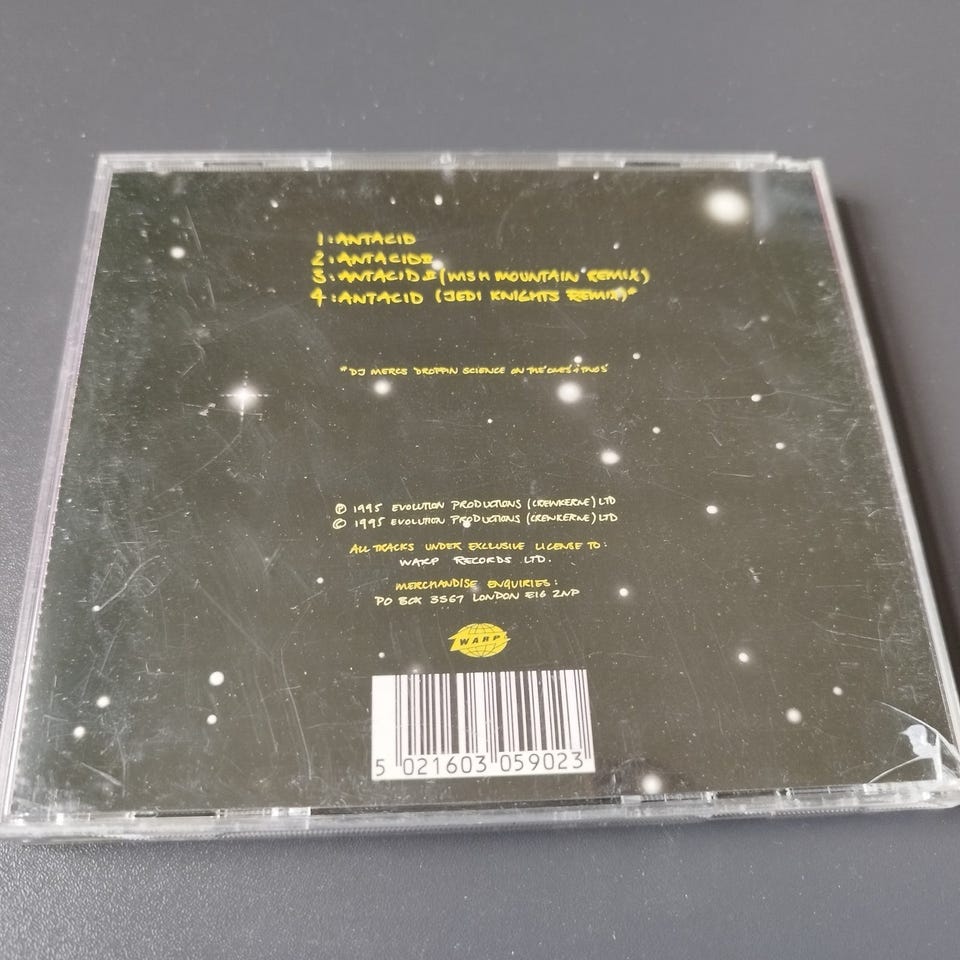 1: ANTACID
2: ANTACID II
3: ANTACID II (WISH MOUNTAIN REMIX)
4: ANTACID (JEDI KNIGHTS REMIX)*
*DJ MERCS 'DROPPIN SCIENCE ON THE 'ONES + TWOS'
℗ 1995 EVOLUTION PRODUCTIONS (CREWKERNE) LTD
© 1995 EVOLUTION PRODUCTIONS (CREWKERNE) LTD
ALL TRACKS UNDER EXCLUSIVE LICENSE TO:
WARP RECORDS LTD.
MERCHANDISE ENQUIRIES:
PO BOX 3567 LONDON E16 2NP
WARP
5 021603 059023